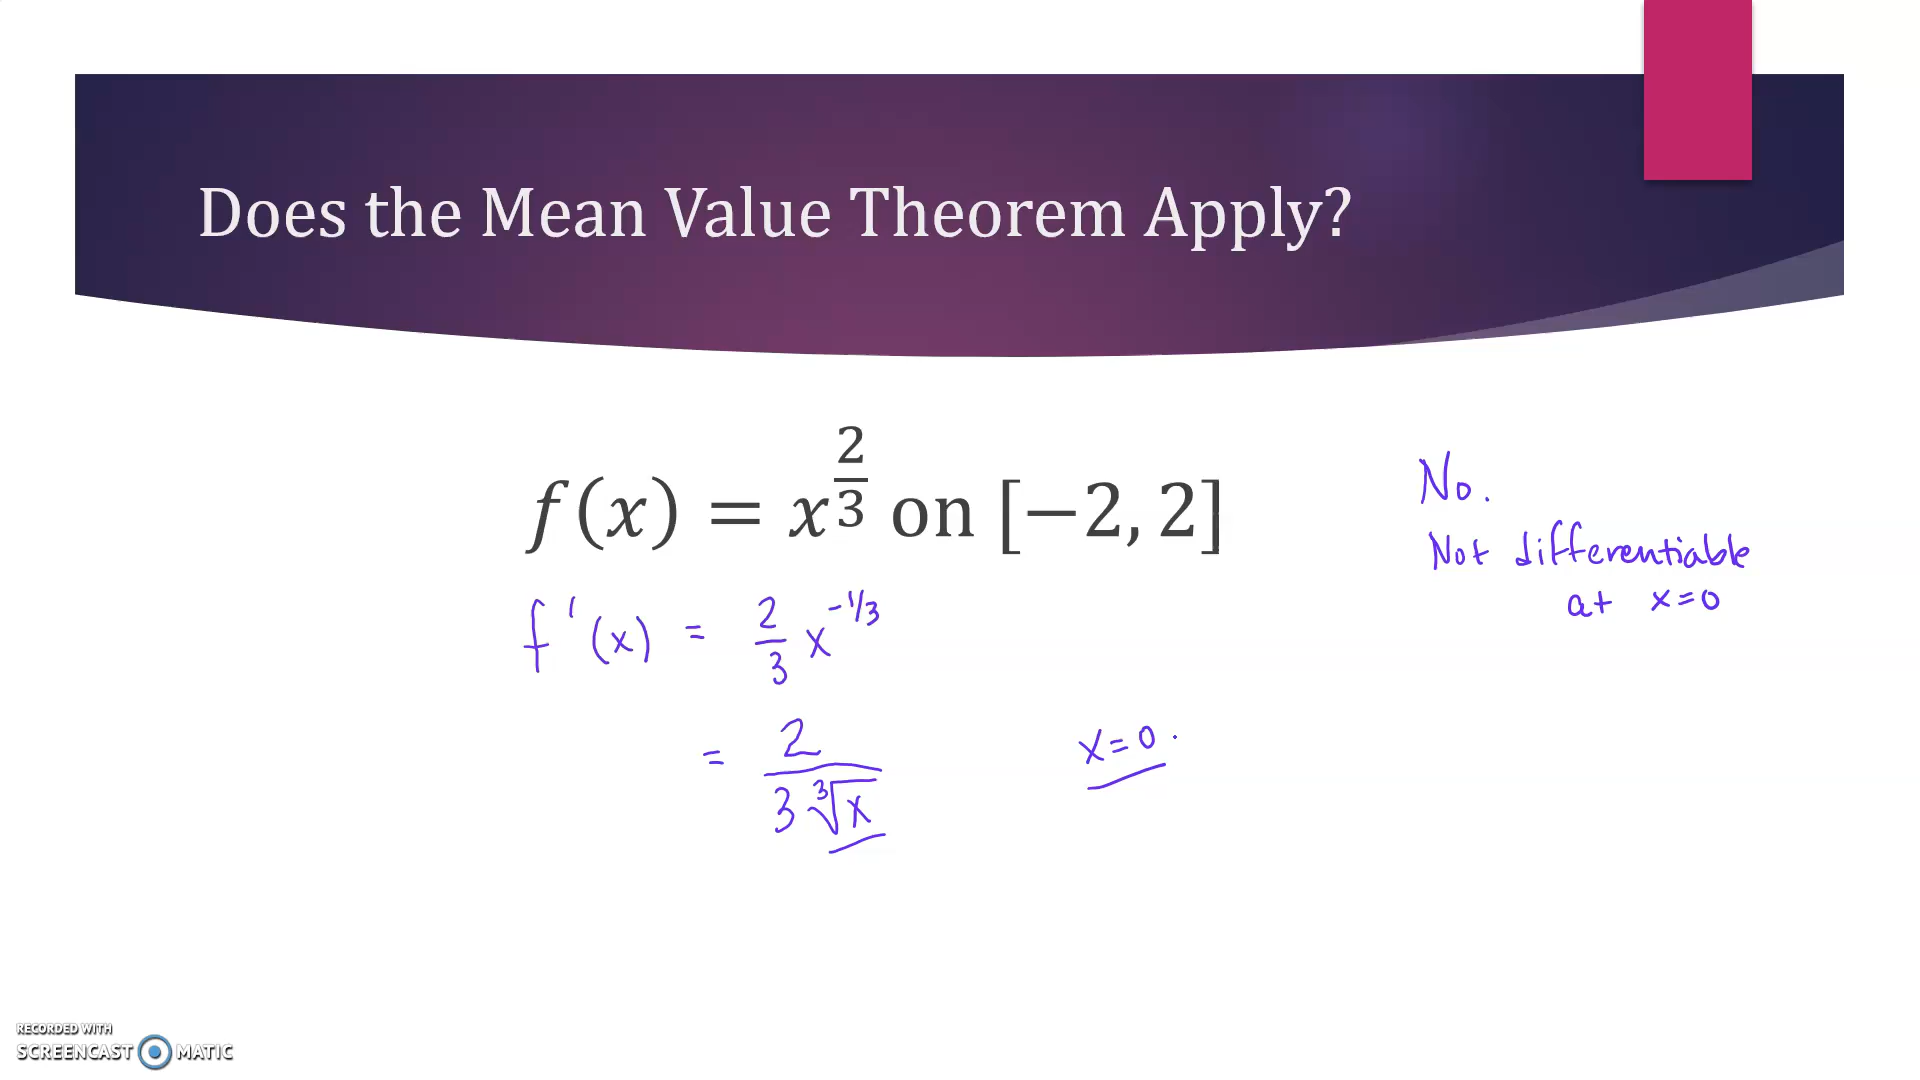 Does the Mean Value Theorem Apply?
f(x) = x^{2/3} on [−2, 2]
No.
Not differentiable
at x=0
f'(x) = 2/3 x^{-1/3}
= 2/(3∛x)
x=0.
RECORDED WITH
SCREENCAST MATIC